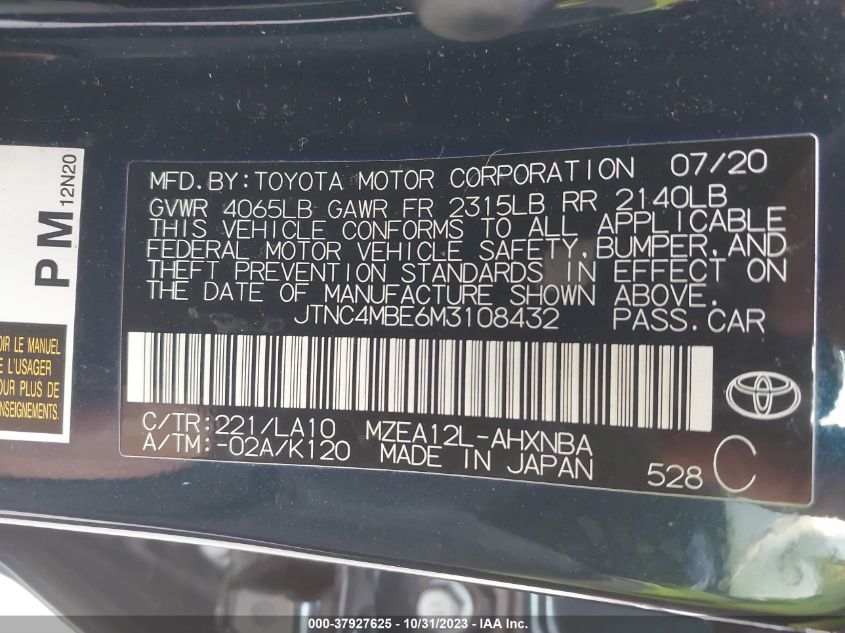 MFD.BY:TOYOTA MOTOR CORPORATION 07/20
GVWR 4065LB GAWR FR 2315LB RR 2140LB
THIS VEHICLE CONFORMS TO ALL APPLICABLE
FEDERAL MOTOR VEHICLE SAFETY,BUMPER,AND
THEFT PREVENTION STANDARDS IN EFFECT ON
THE DATE OF MANUFACTURE SHOWN ABOVE.
JTNC4MBE6M3108432 PASS.CAR
C/TR:221/LA10 MZEA12L-AHXNBA
A/TM:-02A/K120 MADE IN JAPAN
528 C
PM 12N20
OIR LE MANUEL
L'USAGER
OUR PLUS DE
NSEIGNEMENTS.
000-37927625 - 10/31/2023 - IAA Inc.